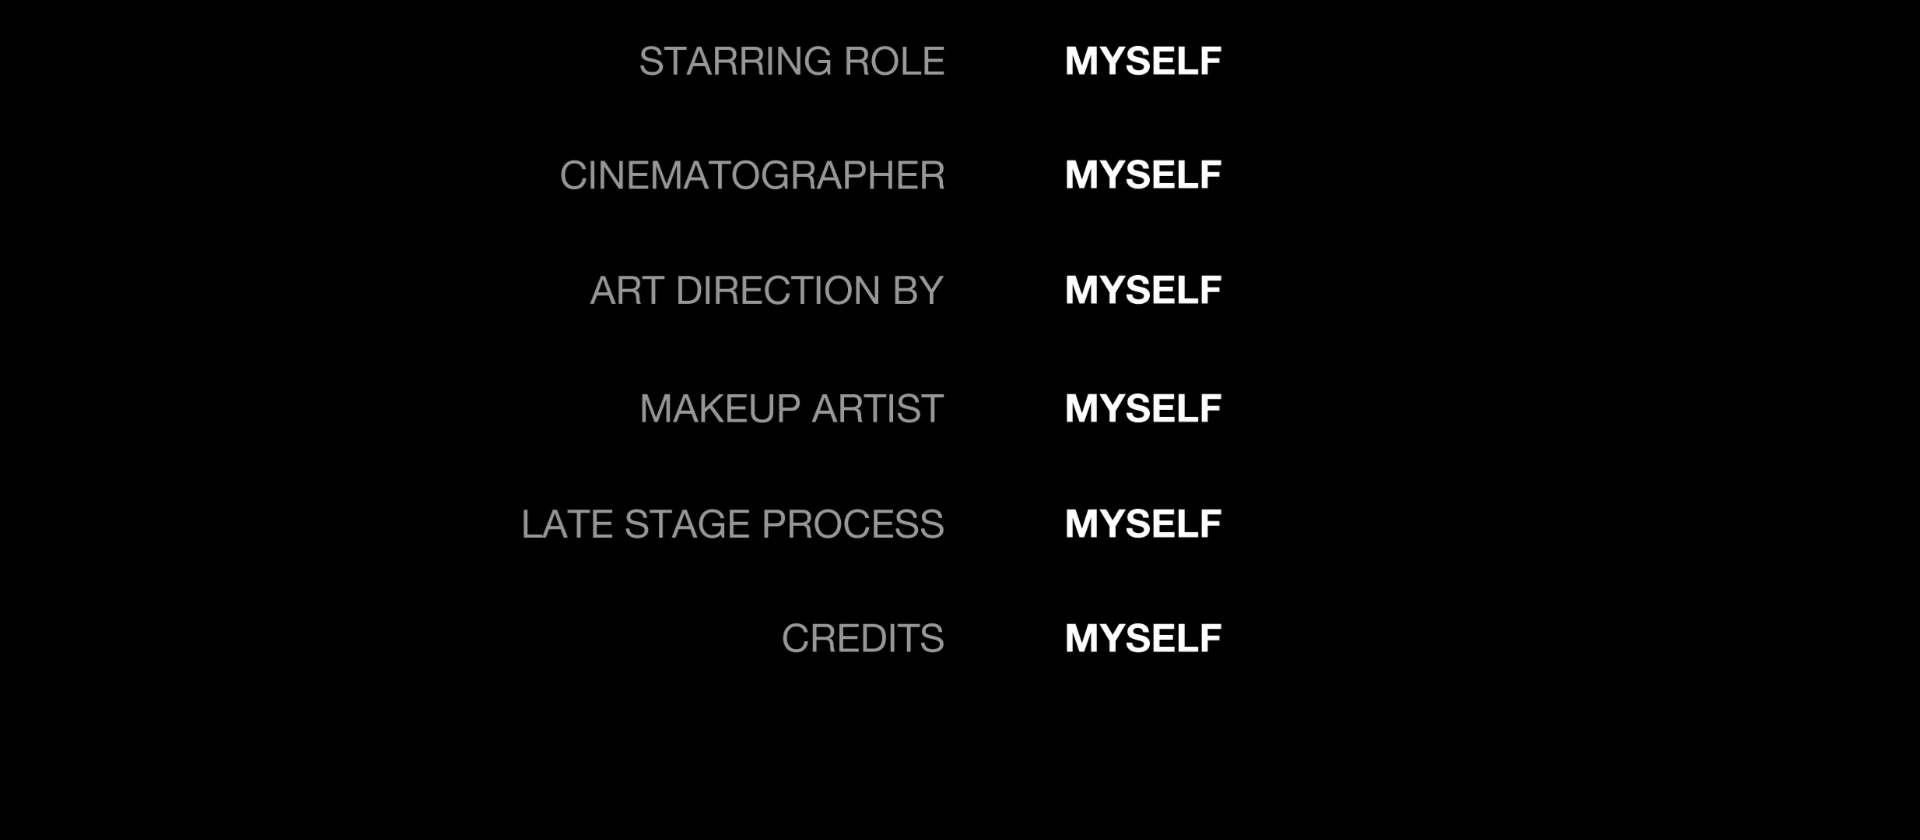 STARRING ROLE MYSELF
CINEMATOGRAPHER MYSELF
ART DIRECTION BY MYSELF
MAKEUP ARTIST MYSELF
LATE STAGE PROCESS MYSELF
CREDITS MYSELF